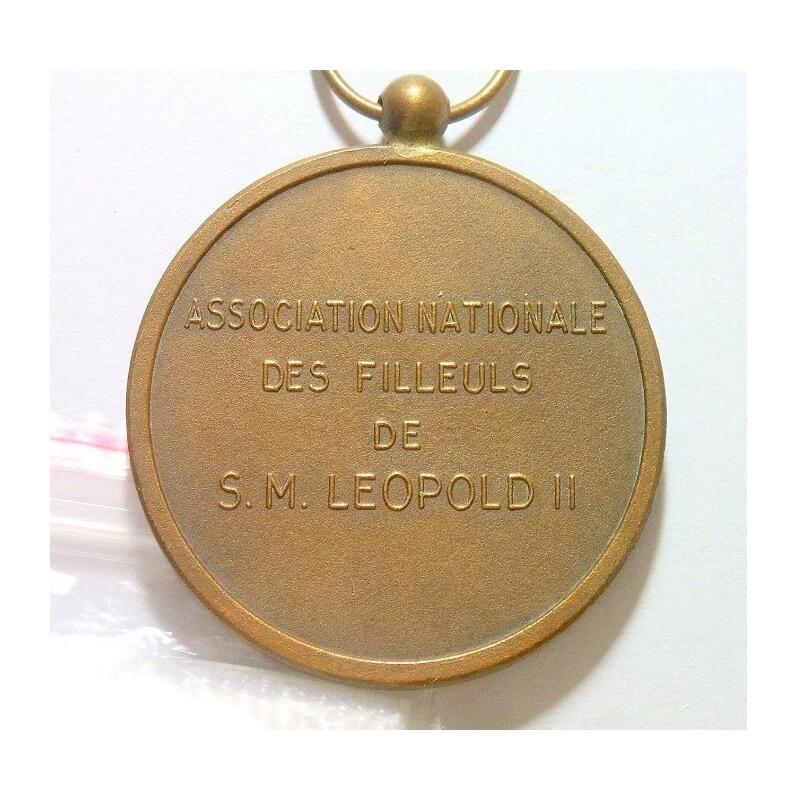 ASSOCIATION NATIONALE
DES FILLEULS
DE
S. M. LEOPOLD II